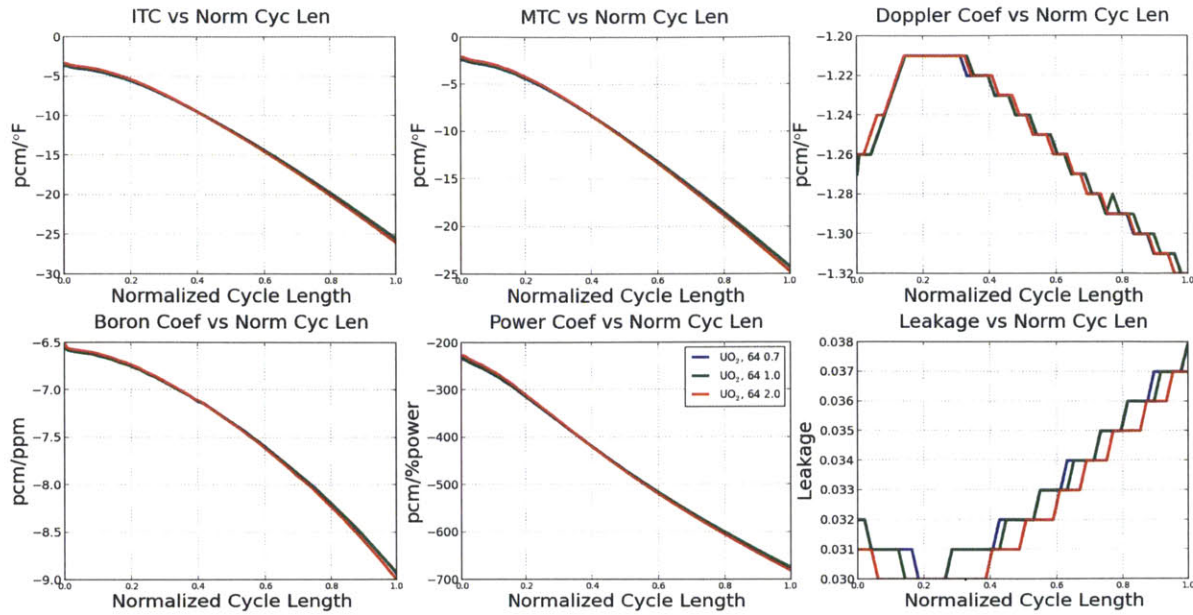 ITC vs Norm Cyc Len
MTC vs Norm Cyc Len
Doppler Coef vs Norm Cyc Len
0
−5
−10
−15
−20
−25
−30
pcm/°F
0.0 0.2 0.4 0.6 0.8 1.0
Normalized Cycle Length
0
−5
−10
−15
−20
−25
pcm/°F
0.0 0.2 0.4 0.6 0.8 1.0
Normalized Cycle Length
−1.20
−1.22
−1.24
−1.26
−1.28
−1.30
−1.32
pcm/°F
0.0 0.2 0.4 0.6 0.8 1.0
Normalized Cycle Length
Boron Coef vs Norm Cyc Len
Power Coef vs Norm Cyc Len
Leakage vs Norm Cyc Len
−6.5
−7.0
−7.5
−8.0
−8.5
−9.0
pcm/ppm
0.0 0.2 0.4 0.6 0.8 1.0
Normalized Cycle Length
−200
−300
−400
−500
−600
−700
pcm/%power
UO₂, 64 0.7
UO₂, 64 1.0
UO₂, 64 2.0
0.0 0.2 0.4 0.6 0.8 1.0
Normalized Cycle Length
0.038
0.037
0.036
0.035
0.034
0.033
0.032
0.031
0.030
Leakage
0.0 0.2 0.4 0.6 0.8 1.0
Normalized Cycle Length